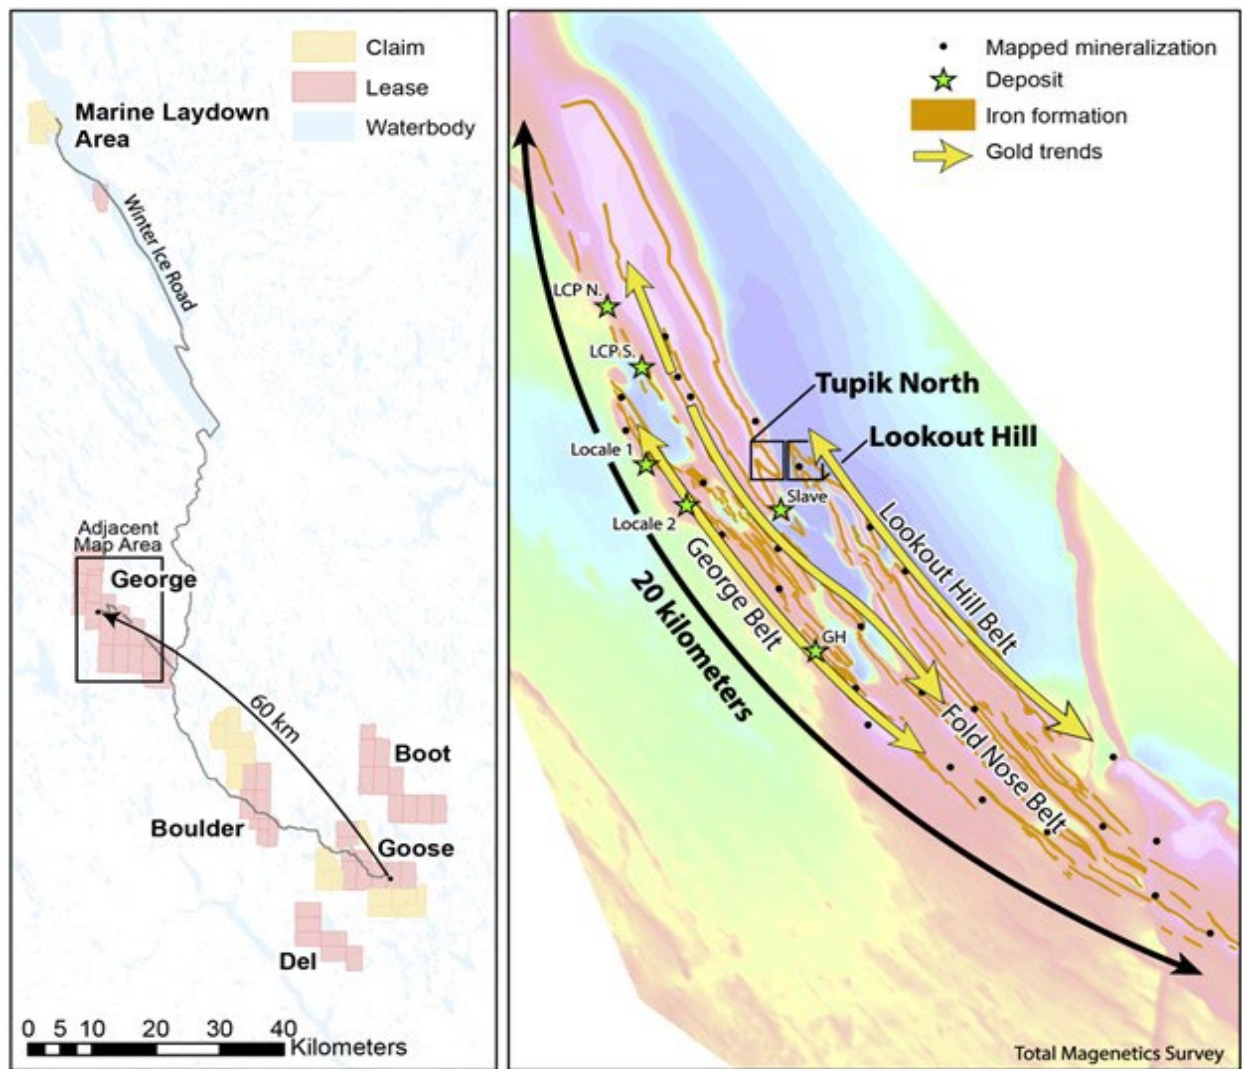 Claim
Lease
Waterbody
Marine Laydown
Area
Winter Ice Road
Adjacent
Map Area
George
60 km
Boot
Boulder
Goose
Del
0 5 10 20 30 40
Kilometers
Mapped mineralization
Deposit
Iron formation
Gold trends
LCP N.
LCP S.
Tupik North
Lookout Hill
Locale 1
Locale 2
Slave
George Belt
Lookout Hill Belt
GH
20 kilometers
Fold Nose Belt
Total Magenetics Survey